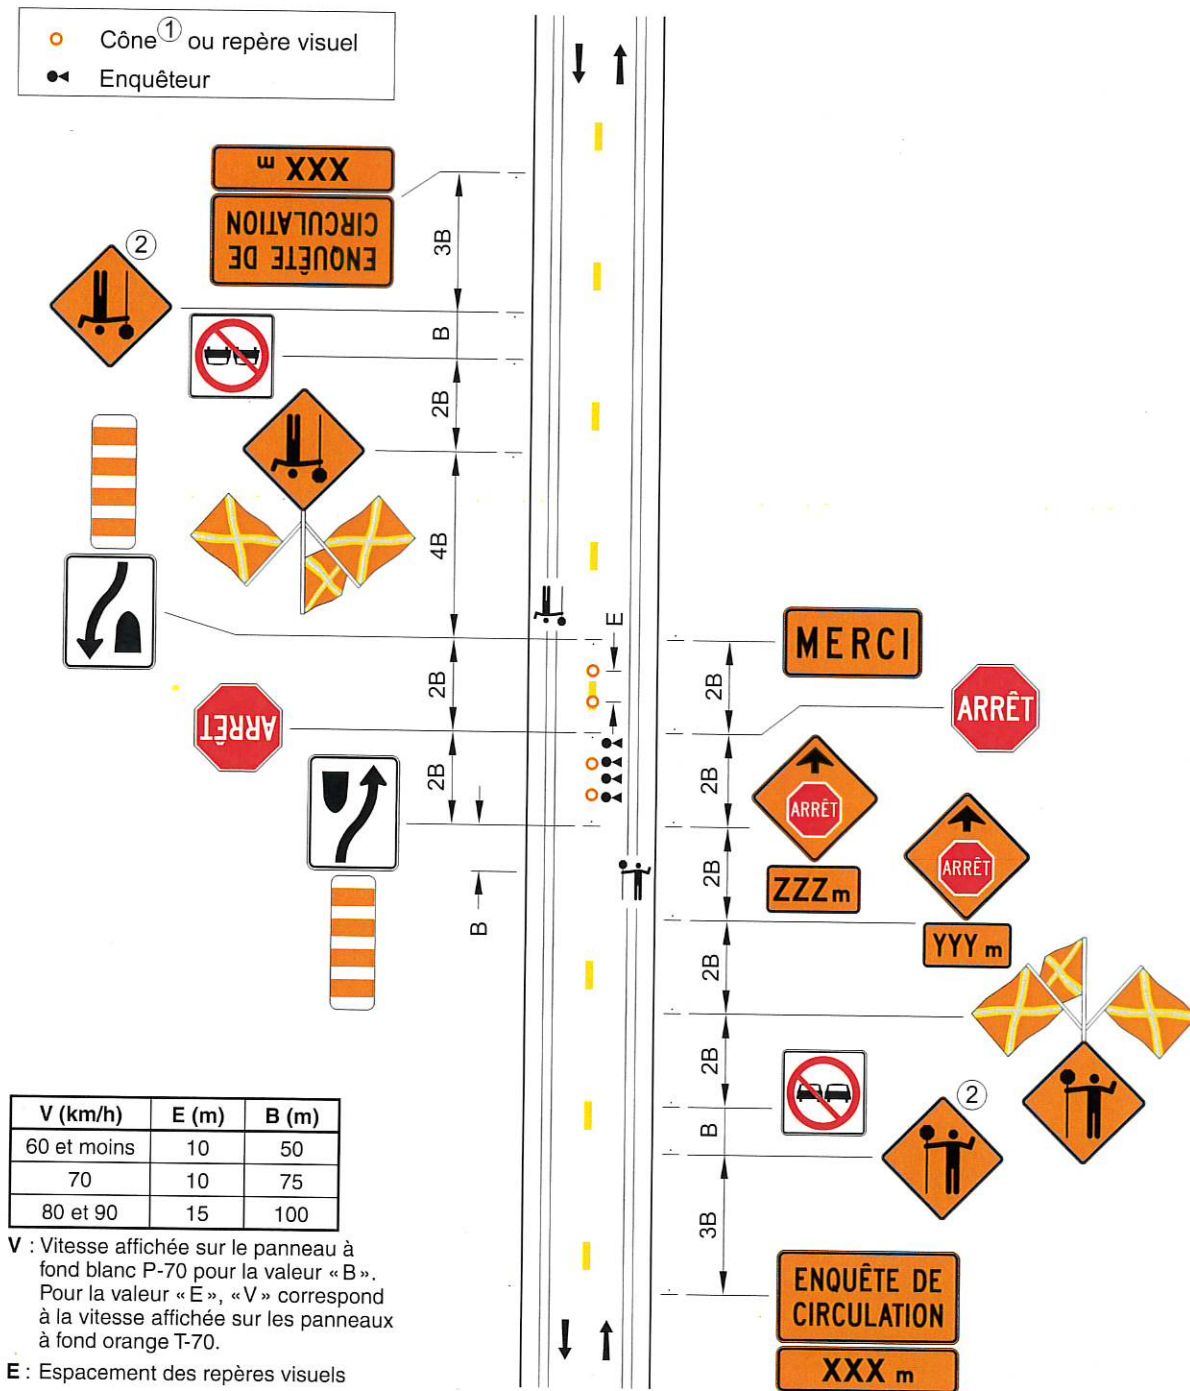 Cône ① ou repère visuel
Enquêteur
XXX m
ENQUÊTE DE
CIRCULATION
②
3B
B
2B
4B
E
2B
ARRÊT
2B
B
MERCI
2B
ARRÊT
2B
ARRÊT
ZZZ m
2B
ARRÊT
YYY m
2B
2B
B
②
3B
ENQUÊTE DE
CIRCULATION
XXX m
V (km/h) E (m) B (m)
60 et moins 10 50
70 10 75
80 et 90 15 100
V : Vitesse affichée sur le panneau à
fond blanc P-70 pour la valeur «B».
Pour la valeur «E», «V» correspond
à la vitesse affichée sur les panneaux
à fond orange T-70.
E : Espacement des repères visuels